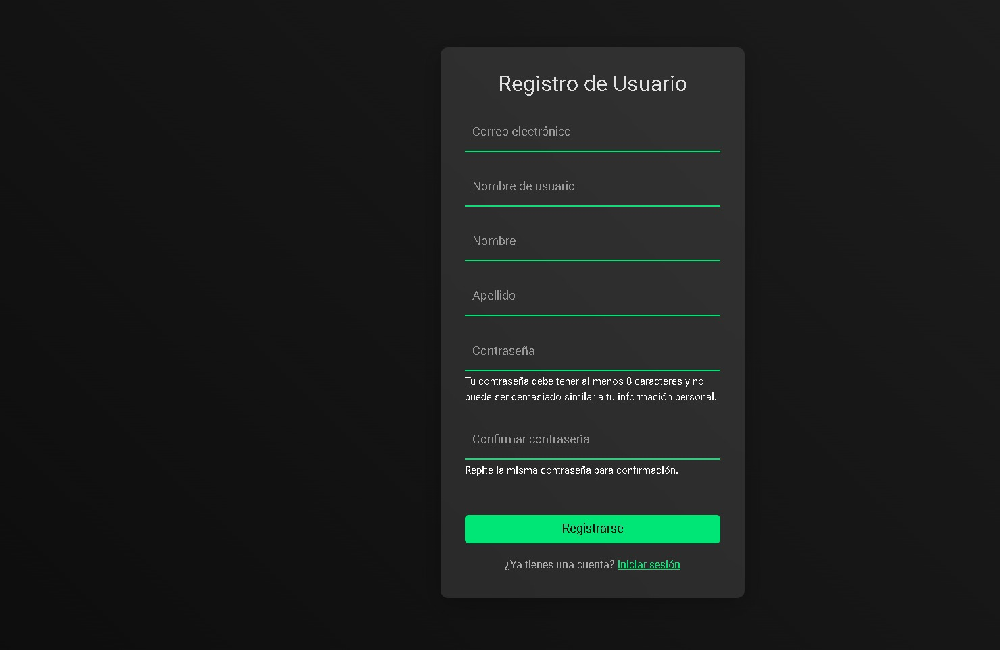 Registro de Usuario
Correo electrónico
Nombre de usuario
Nombre
Apellido
Contraseña
Tu contraseña debe tener al menos 8 caracteres y no
puede ser demasiado similar a tu información personal.
Confirmar contraseña
Repite la misma contraseña para confirmación.
Registrarse
¿Ya tienes una cuenta? Iniciar sesión